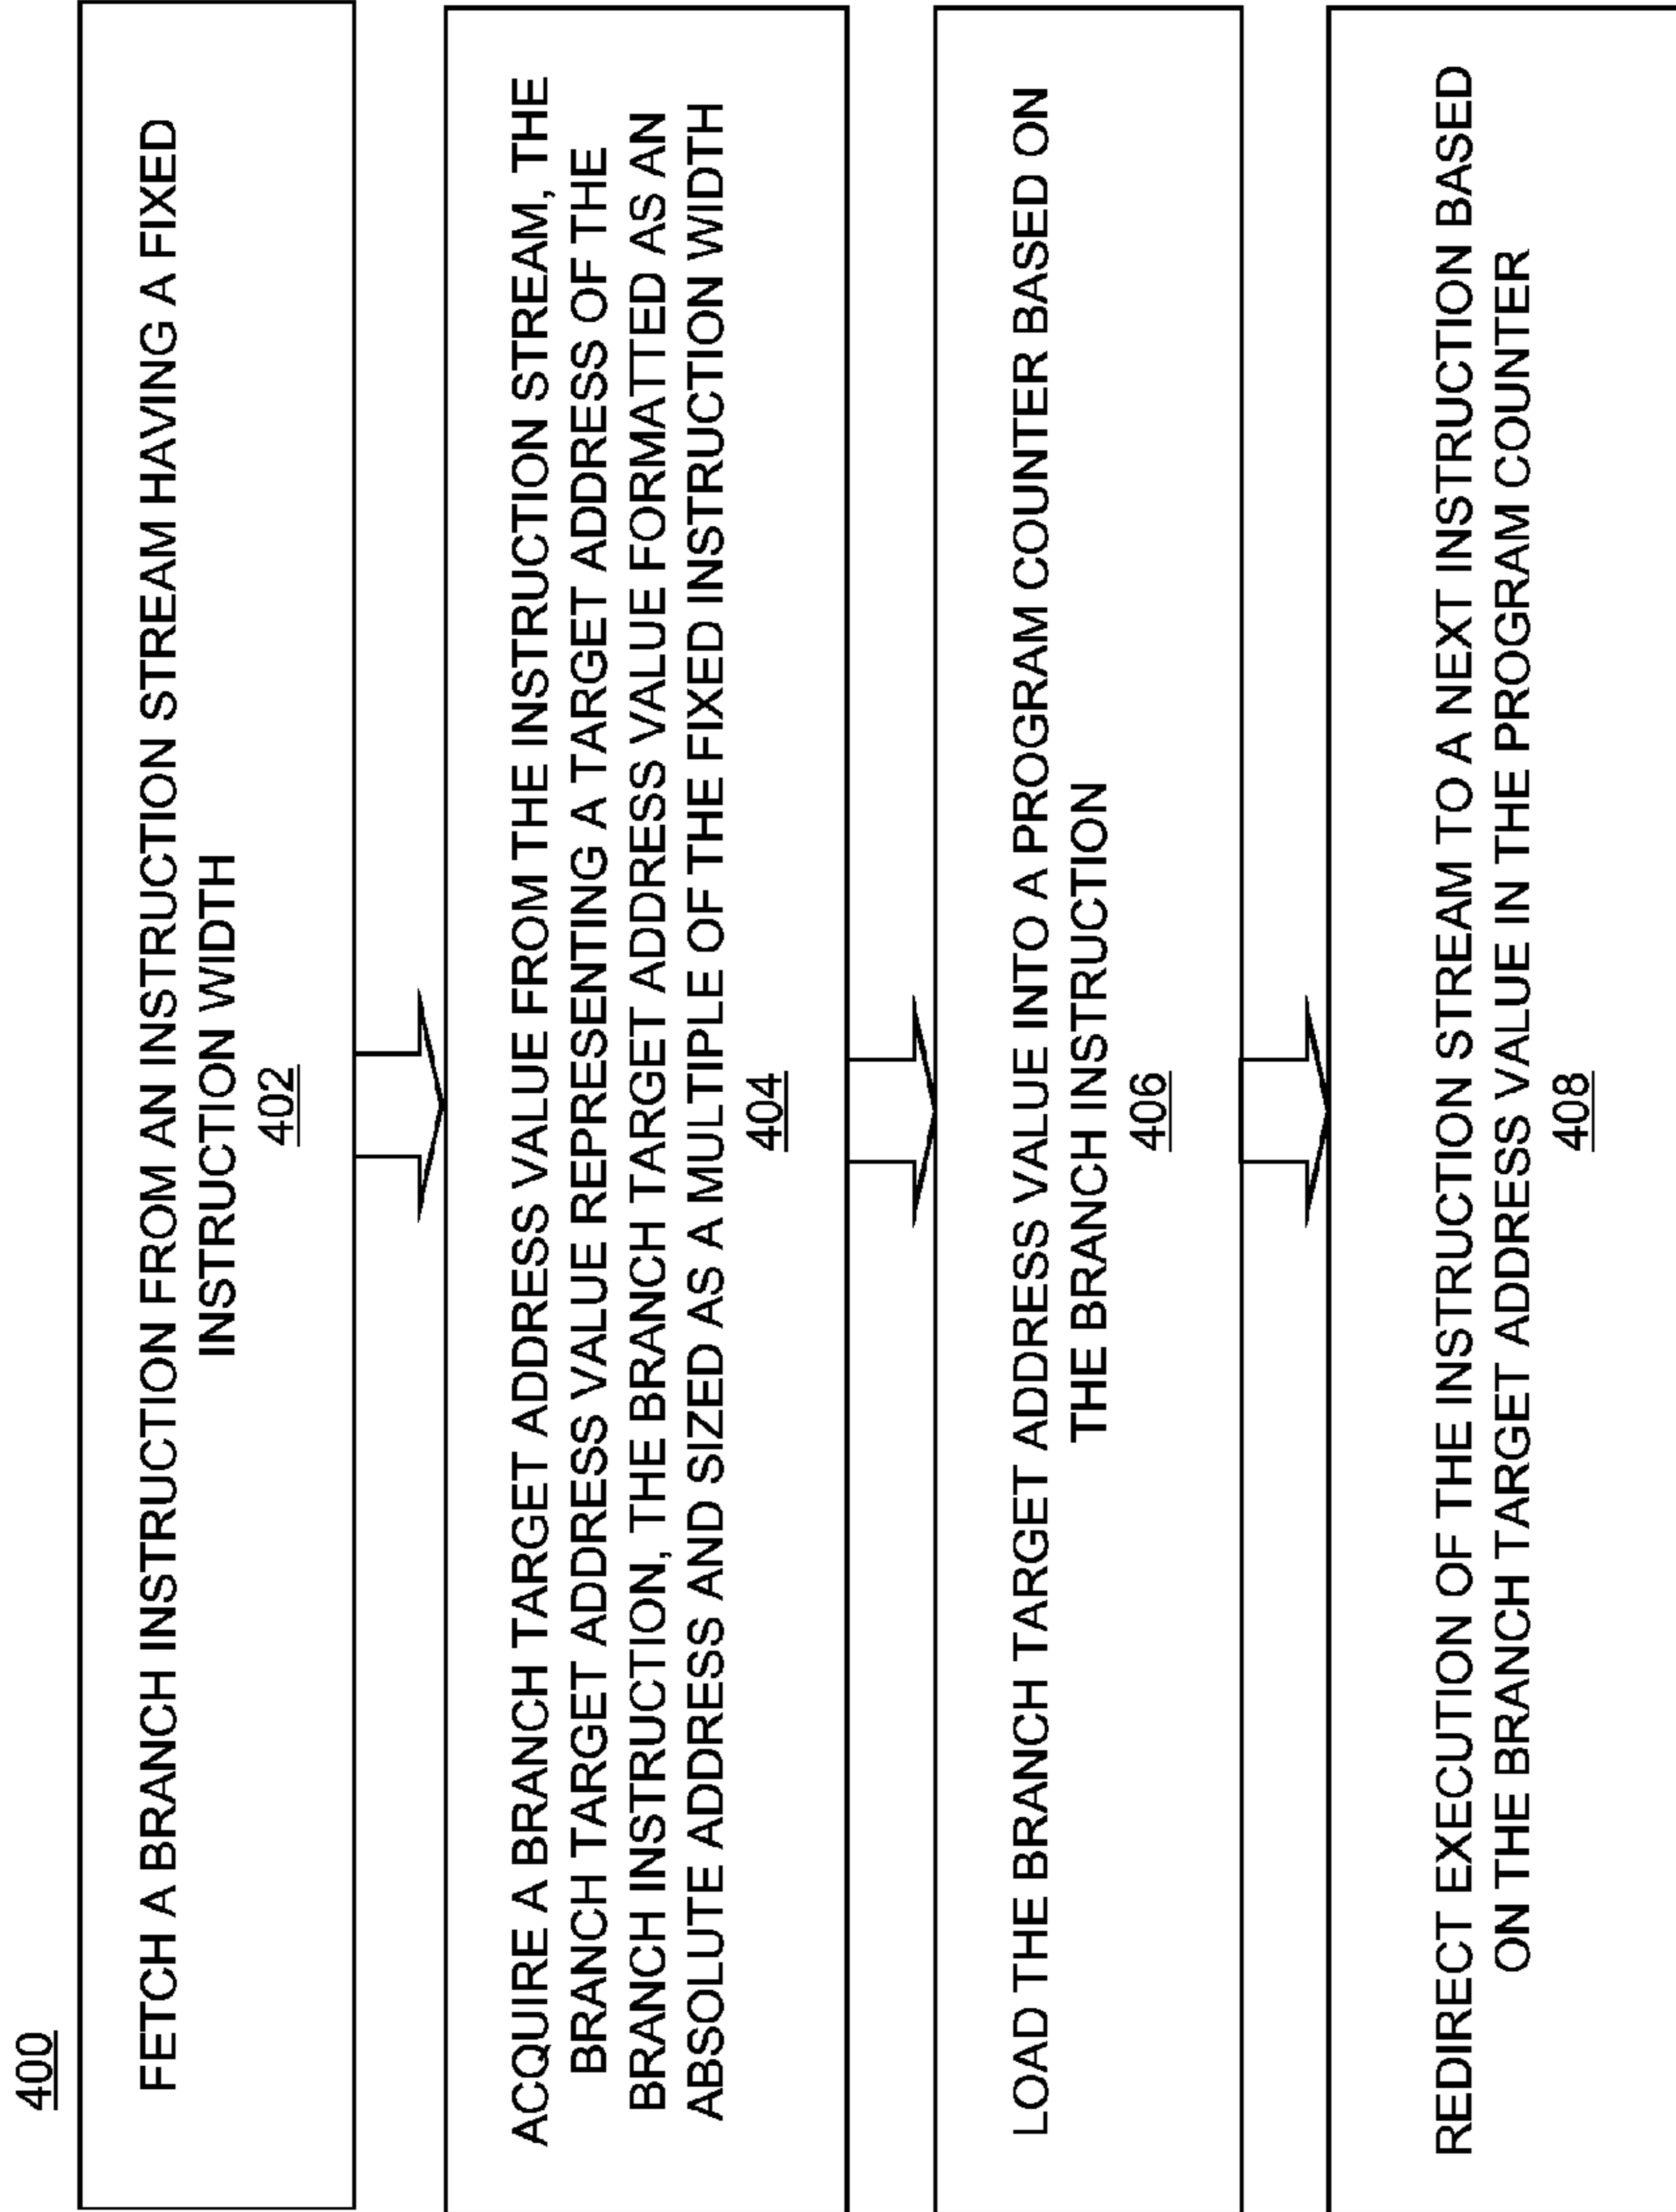 400
FETCH A BRANCH INSTRUCTION FROM AN INSTRUCTION STREAM HAVING A FIXED
INSTRUCTION WIDTH
402
ACQUIRE A BRANCH TARGET ADDRESS VALUE FROM THE INSTRUCTION STREAM, THE
BRANCH TARGET ADDRESS VALUE REPRESENTING A TARGET ADDRESS OF THE
BRANCH INSTRUCTION, THE BRANCH TARGET ADDRESS VALUE FORMATTED AS AN
ABSOLUTE ADDRESS AND SIZED AS A MULTIPLE OF THE FIXED INSTRUCTION WIDTH
404
LOAD THE BRANCH TARGET ADDRESS VALUE INTO A PROGRAM COUNTER BASED ON
THE BRANCH INSTRUCTION
406
REDIRECT EXECUTION OF THE INSTRUCTION STREAM TO A NEXT INSTRUCTION BASED
ON THE BRANCH TARGET ADDRESS VALUE IN THE PROGRAM COUNTER
408